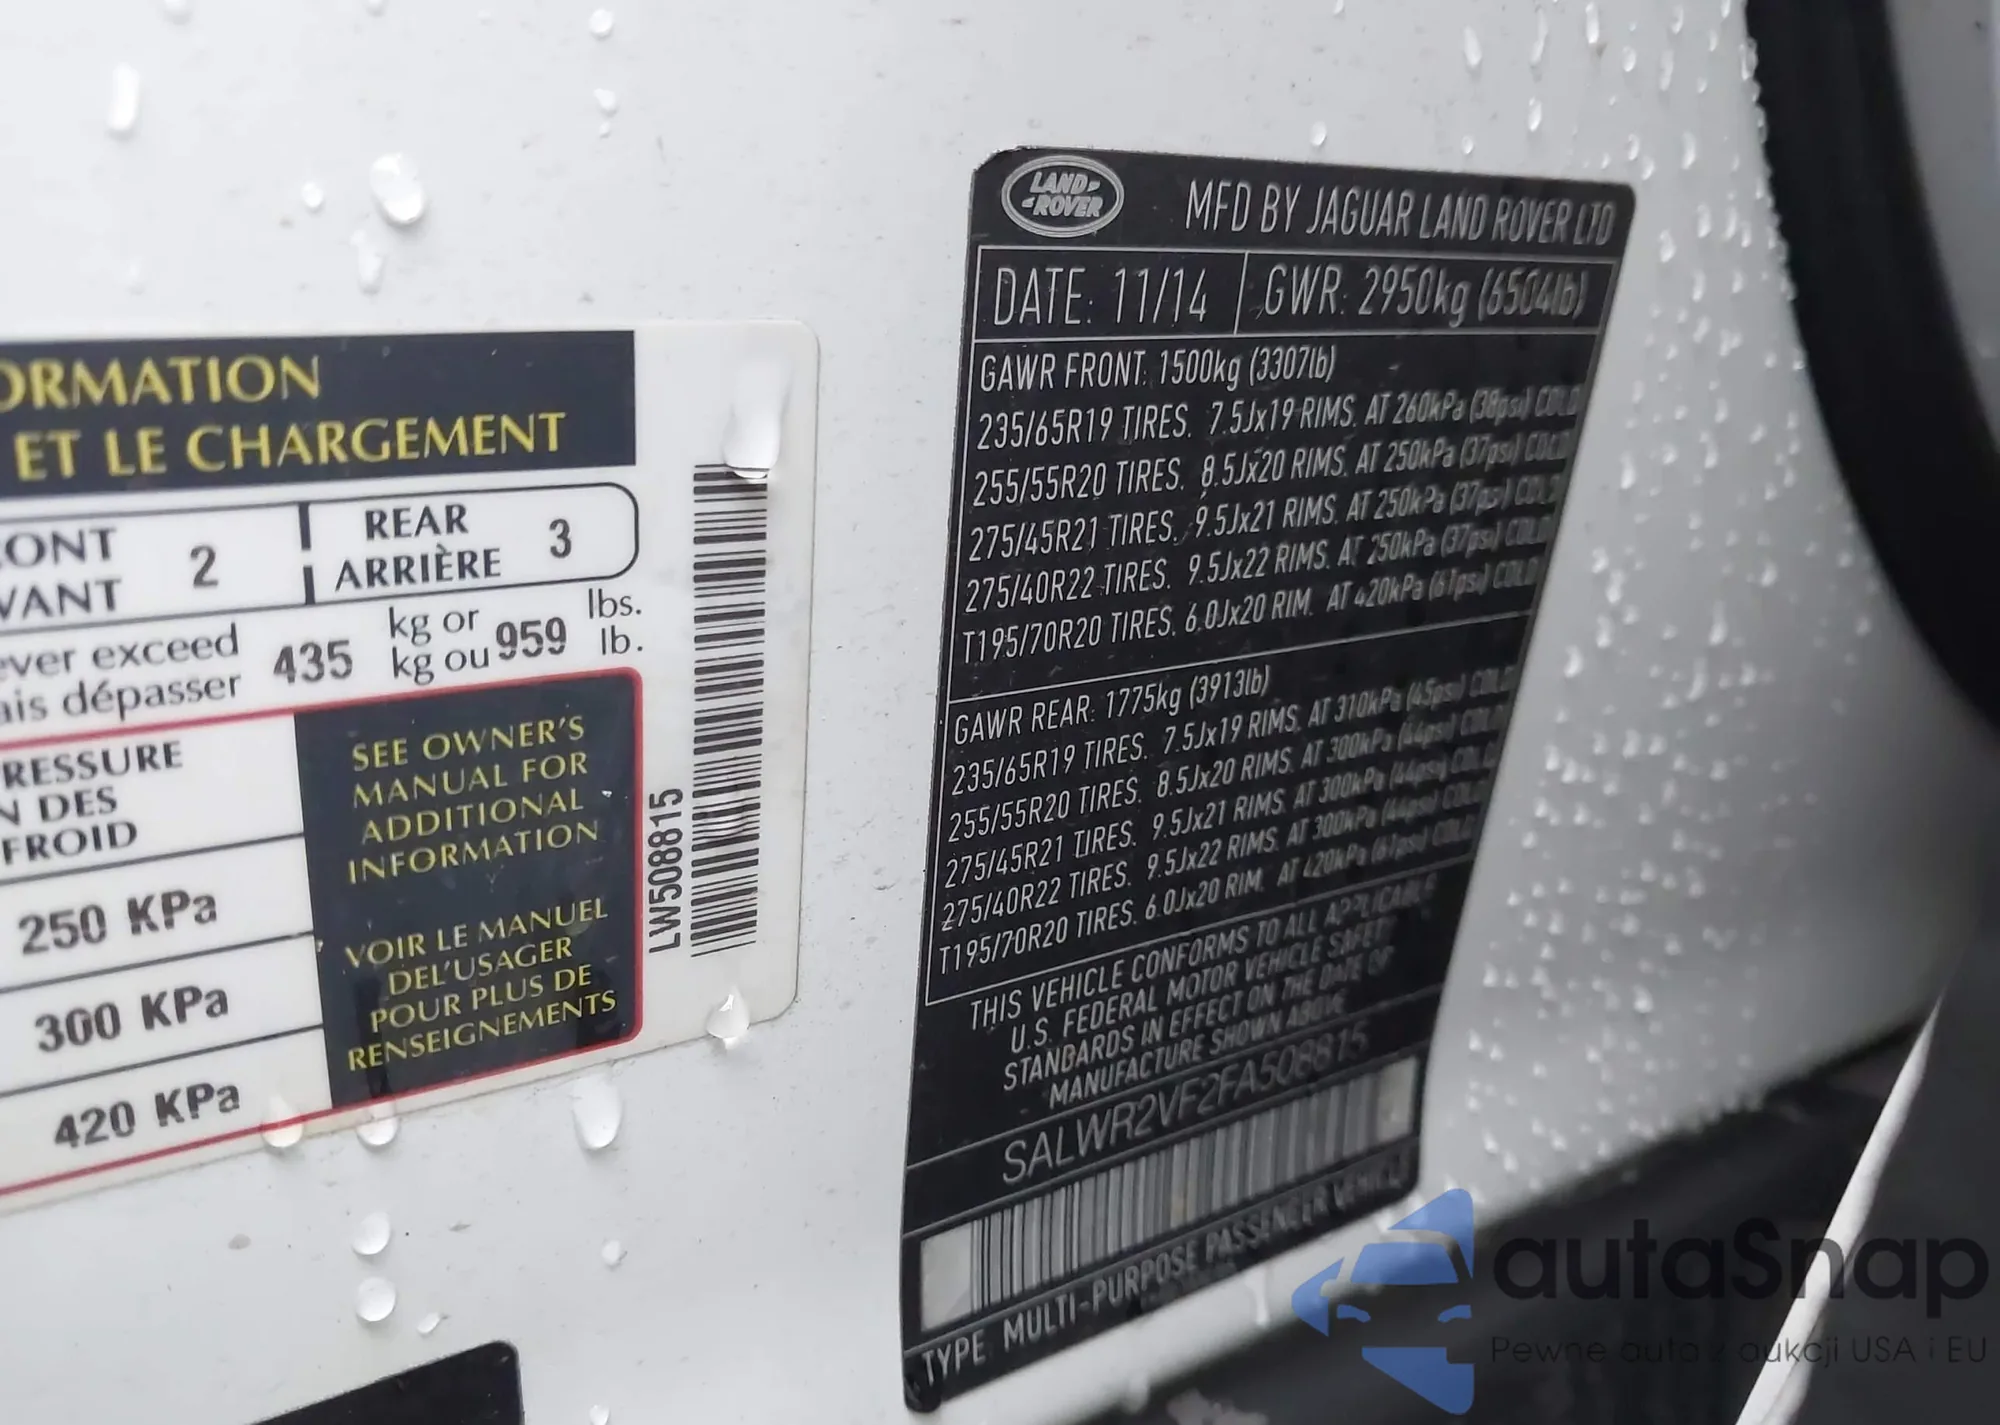 ORMATION
ET LE CHARGEMENT
RONT
VANT
2
REAR
ARRIÈRE
3
ever exceed
ais dépasser
435
kg or
kg ou
959
lbs.
lb.
RESSURE
N DES
FROID
250 KPa
300 KPa
420 KPa
SEE OWNER'S
MANUAL FOR
ADDITIONAL
INFORMATION
VOIR LE MANUEL
DEL'USAGER
POUR PLUS DE
RENSEIGNEMENTS
LW508815
LAND-
-ROVER
MFD BY JAGUAR LAND ROVER LTD
DATE: 11/14 GWR: 2950kg (6504lb)
GAWR FRONT: 1500kg (3307lb)
235/65R19 TIRES. 7.5Jx19 RIMS. AT 260kPa (38psi) COLD
255/55R20 TIRES. 8.5Jx20 RIMS. AT 250kPa (37psi) COLD
275/45R21 TIRES. 9.5Jx21 RIMS. AT 250kPa (37psi) COLD
275/40R22 TIRES. 9.5Jx22 RIMS. AT 250kPa (37psi) COLD
T195/70R20 TIRES. 6.0Jx20 RIM. AT 420kPa (61psi) COLD
GAWR REAR: 1775kg (3913lb)
235/65R19 TIRES. 7.5Jx19 RIMS. AT 310kPa (45psi) COLD
255/55R20 TIRES. 8.5Jx20 RIMS. AT 300kPa (44psi) COLD
275/45R21 TIRES. 9.5Jx21 RIMS. AT 300kPa (44psi) COLD
275/40R22 TIRES. 9.5Jx22 RIMS. AT 300kPa (44psi) COLD
T195/70R20 TIRES. 6.0Jx20 RIM. AT 420kPa (61psi) COLD
THIS VEHICLE CONFORMS TO ALL APPLICABLE
U.S. FEDERAL MOTOR VEHICLE SAFETY
STANDARDS IN EFFECT ON THE DATE OF
MANUFACTURE SHOWN ABOVE
SALWR2VF2FA508815
TYPE: MULTI-PURPOSE PASSENGER VEHICLE
autaSnap
Pewne auta z aukcji USA i EU